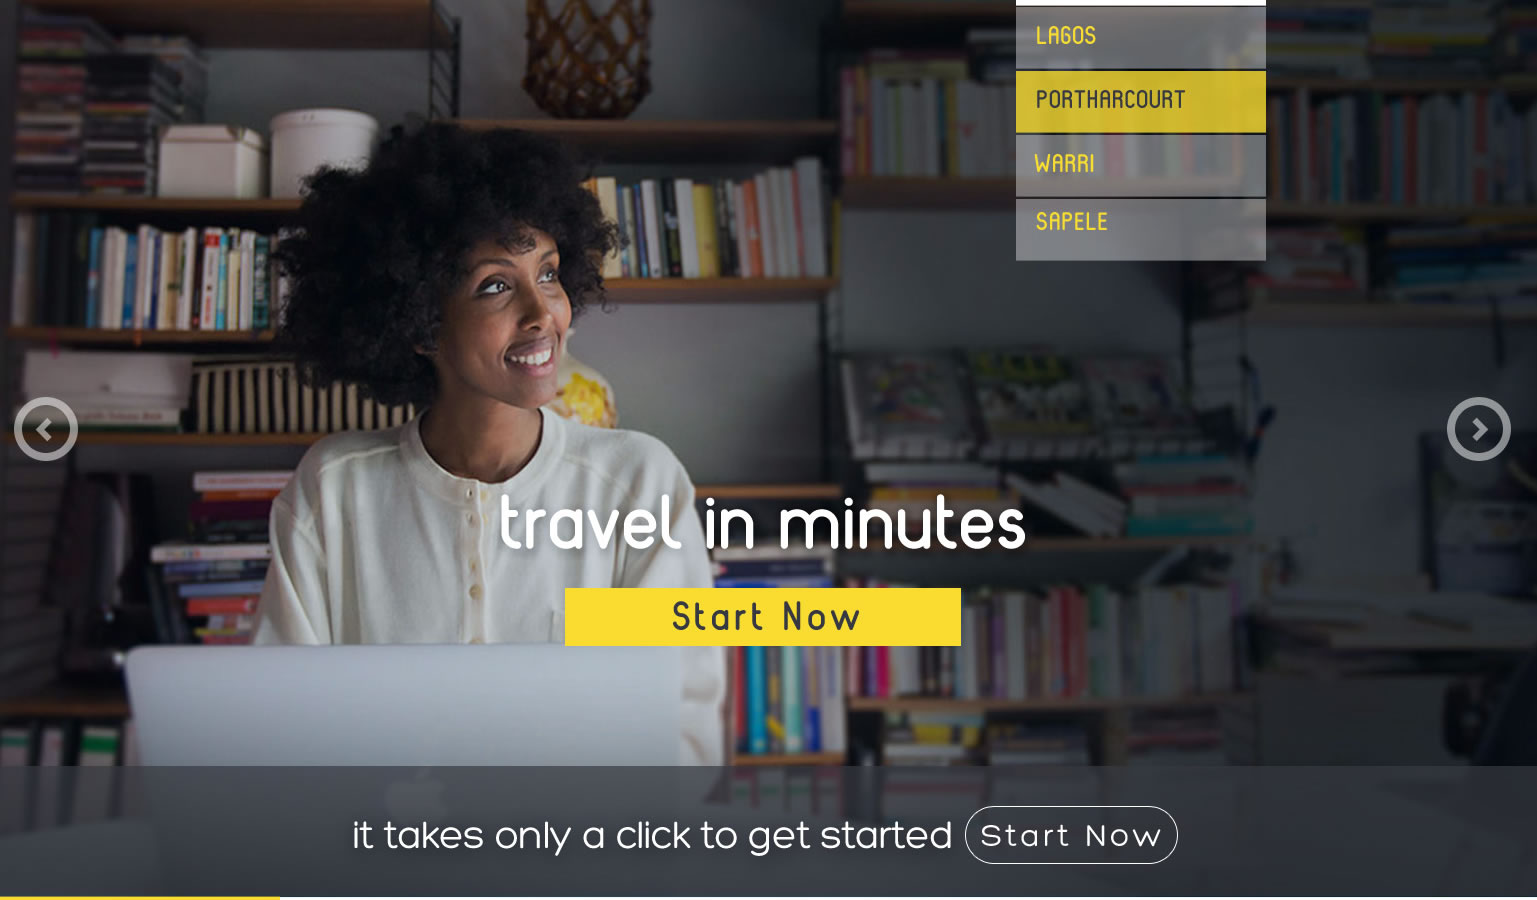 LAGOS
PORTHARCOURT
WARRI
SAPELE
travel in minutes
Start Now
it takes only a click to get started
Start Now